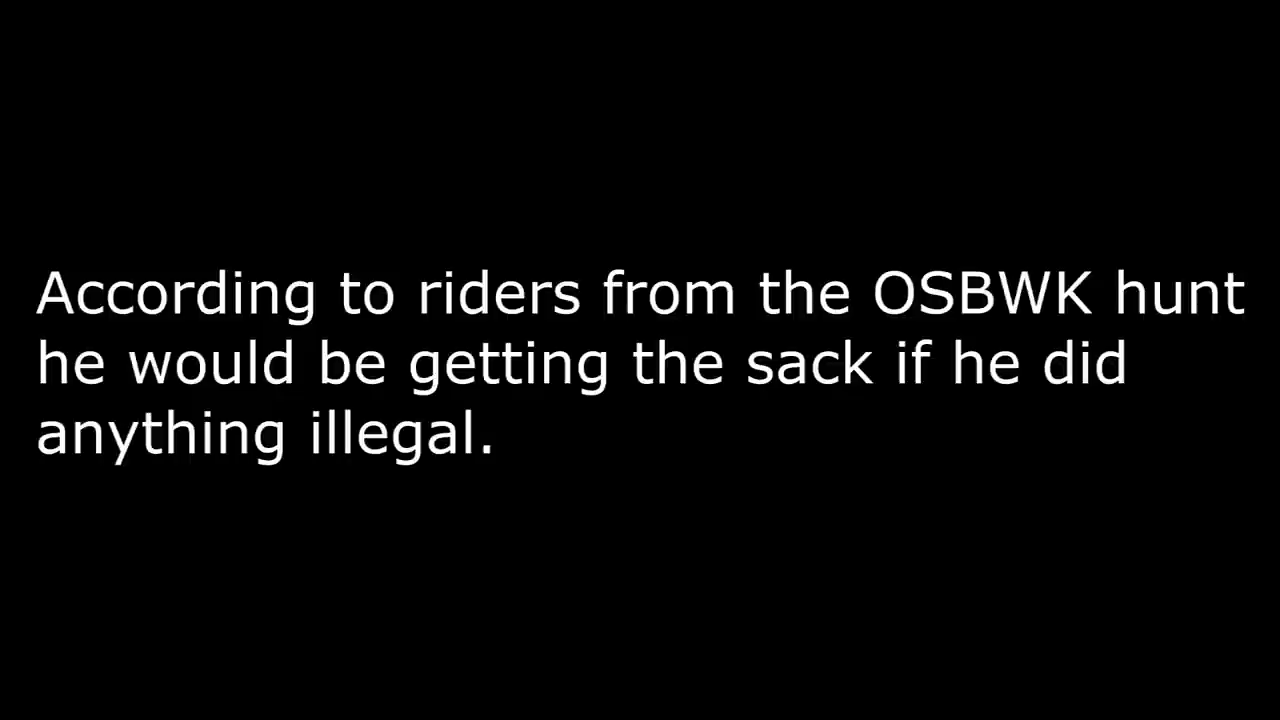 According to riders from the OSBWK hunt
he would be getting the sack if he did
anything illegal.